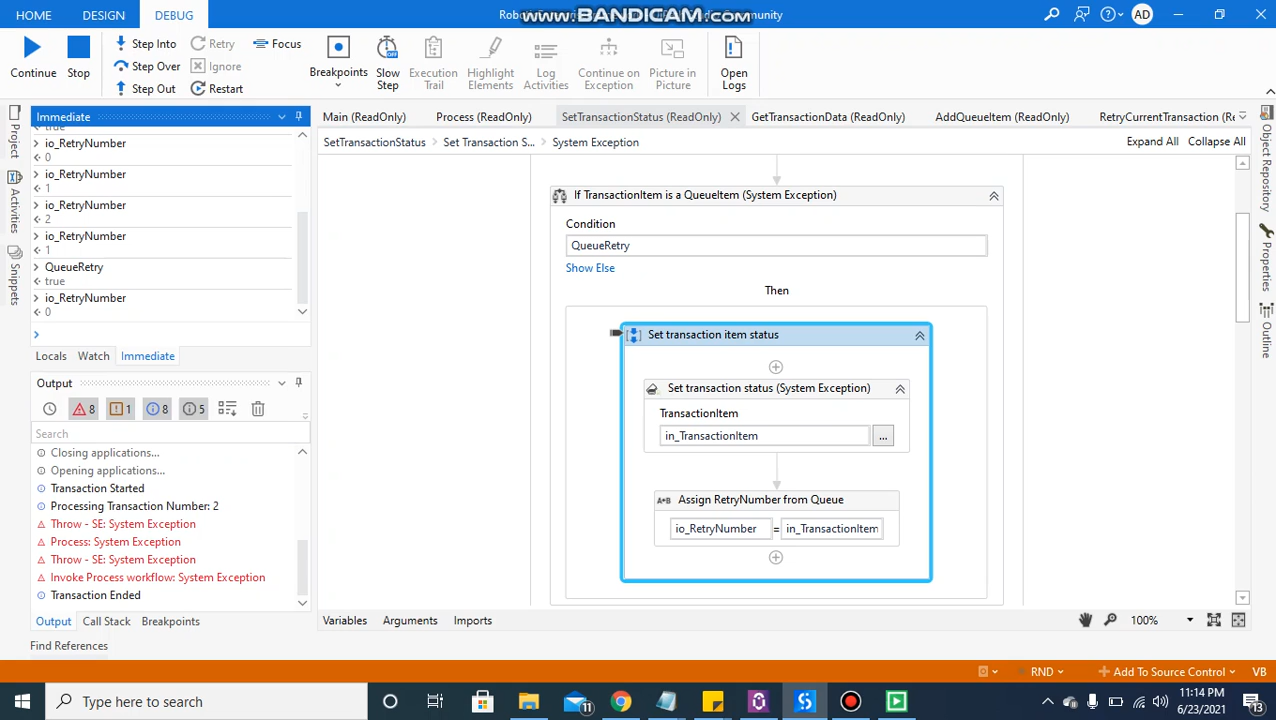 HOME DESIGN DEBUG
www.BANDICAM.com
AD
Continue
Stop
Step Into
Step Over
Step Out
Retry
Ignore
Restart
Focus
Breakpoints
Slow
Step
Execution
Trail
Highlight
Elements
Log
Activities
Continue on
Exception
Picture in
Picture
Open
Logs
Project
Activities
Snippets
Immediate
true
io_RetryNumber
0
io_RetryNumber
1
io_RetryNumber
2
io_RetryNumber
1
QueueRetry
true
io_RetryNumber
0
Locals Watch Immediate
Output
8 1 8 5
Search
Closing applications...
Opening applications...
Transaction Started
Processing Transaction Number: 2
Throw - SE: System Exception
Process: System Exception
Throw - SE: System Exception
Invoke Process workflow: System Exception
Transaction Ended
Output Call Stack Breakpoints
Find References
Main (ReadOnly) Process (ReadOnly) SetTransactionStatus (ReadOnly) GetTransactionData (ReadOnly) AddQueueItem (ReadOnly) RetryCurrentTransaction (Re
SetTransactionStatus > Set Transaction S... > System Exception
Expand All Collapse All
If TransactionItem is a QueueItem (System Exception)
Condition
QueueRetry
Show Else
Then
Set transaction item status
Set transaction status (System Exception)
TransactionItem
in_TransactionItem
...
A+B Assign RetryNumber from Queue
io_RetryNumber = in_TransactionItem
Variables Arguments Imports
100%
Object Repository
Properties
Outline
RND
Add To Source Control
VB
Type here to search
11
11:14 PM
6/23/2021
13